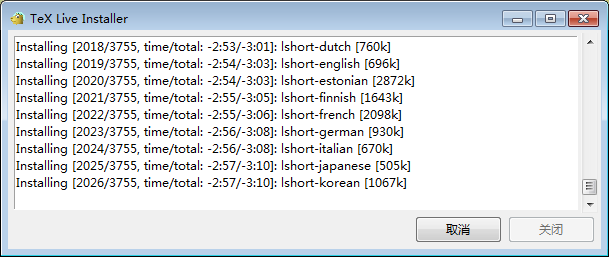 TeX Live Installer
Installing [2018/3755, time/total: -2:53/-3:01]: lshort-dutch [760k]
Installing [2019/3755, time/total: -2:54/-3:03]: lshort-english [696k]
Installing [2020/3755, time/total: -2:54/-3:03]: lshort-estonian [2872k]
Installing [2021/3755, time/total: -2:55/-3:05]: lshort-finnish [1643k]
Installing [2022/3755, time/total: -2:55/-3:06]: lshort-french [2098k]
Installing [2023/3755, time/total: -2:56/-3:08]: lshort-german [930k]
Installing [2024/3755, time/total: -2:56/-3:08]: lshort-italian [670k]
Installing [2025/3755, time/total: -2:57/-3:10]: lshort-japanese [505k]
Installing [2026/3755, time/total: -2:57/-3:10]: lshort-korean [1067k]
取消
关闭